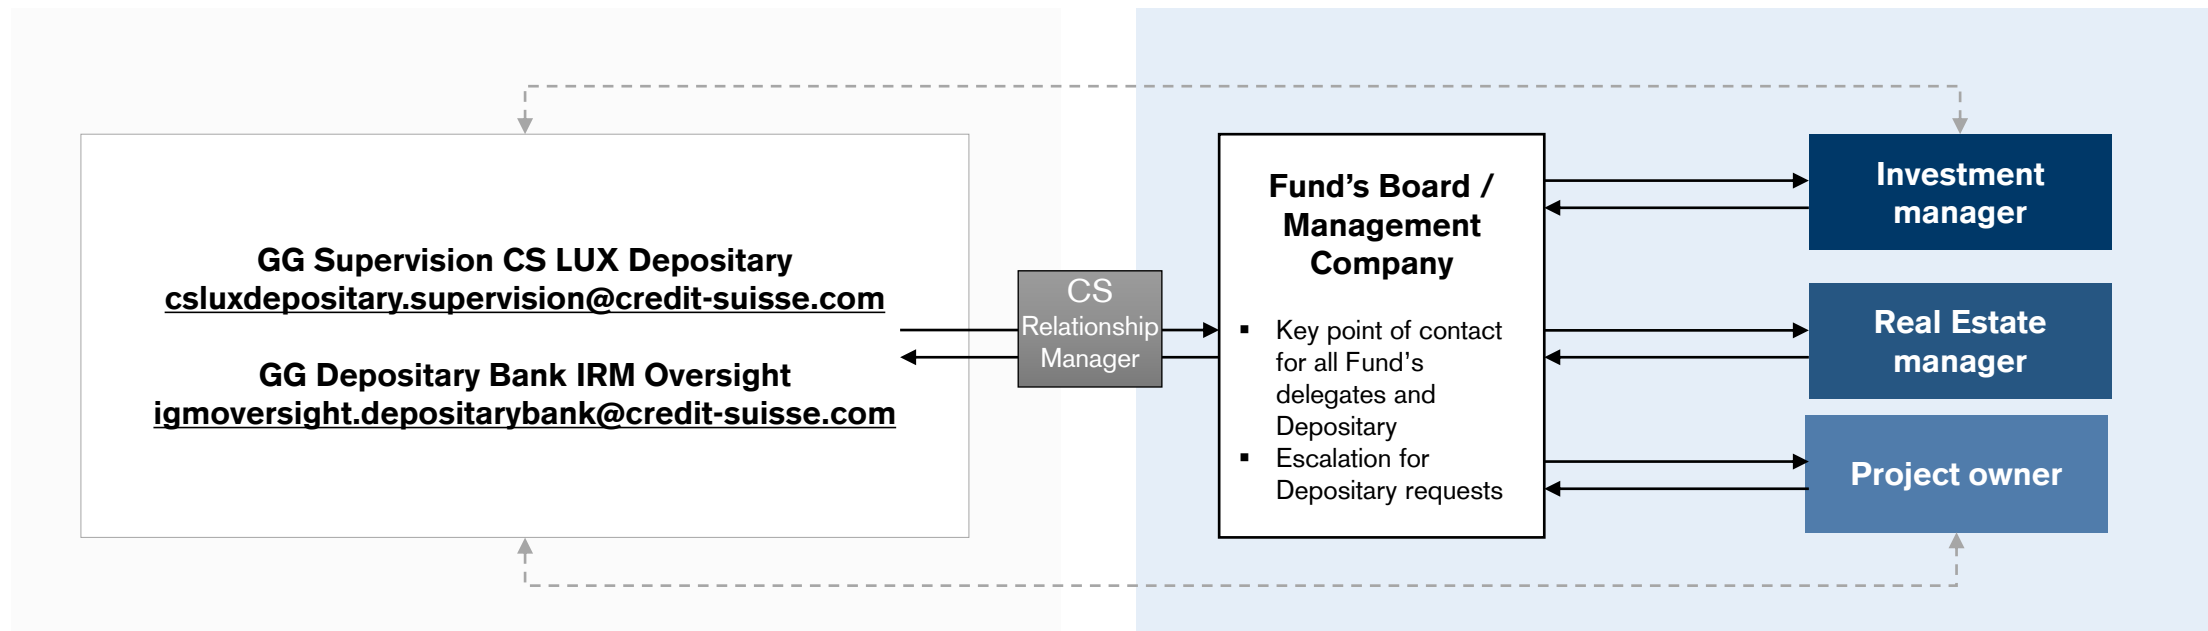 GG Supervision CS LUX Depositary
csluxdepositary.supervision@credit-suisse.com
GG Depositary Bank IRM Oversight
igmoversight.depositarybank@credit-suisse.com
CS
Relationship
Manager
Fund’s Board /
Management
Company
▪ Key point of contact
for all Fund’s
delegates and
Depositary
▪ Escalation for
Depositary requests
Investment
manager
Real Estate
manager
Project owner